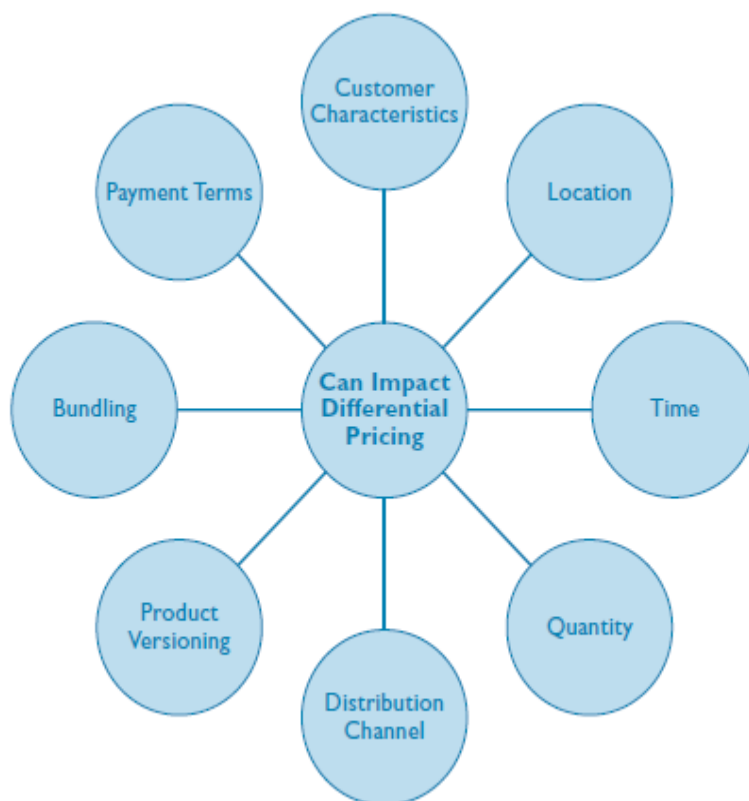 Customer
Characteristics
Payment Terms
Location
Can Impact
Differential
Pricing
Bundling
Time
Product
Versioning
Quantity
Distribution
Channel